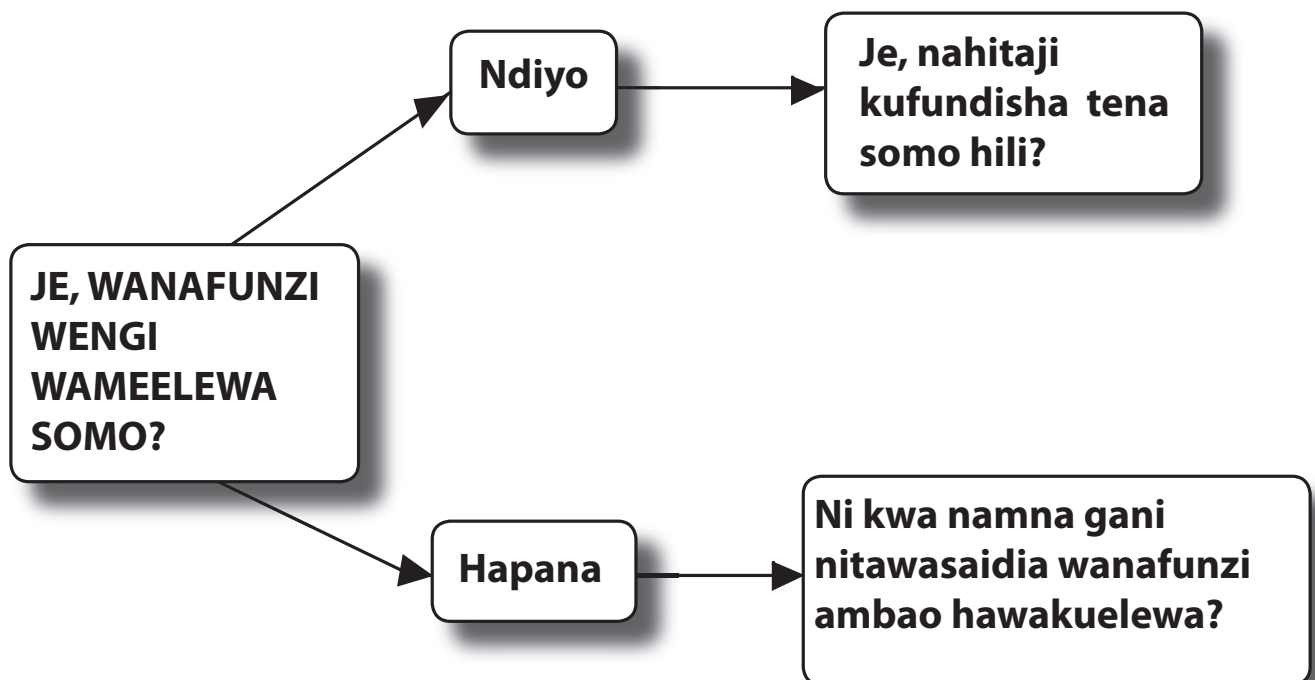 Ndiyo
Je, nahitaji
kufundisha tena
somo hili?
JE, WANAFUNZI
WENGI
WAMEELEWA
SOMO?
Hapana
Ni kwa namna gani
nitawasaidia wanafunzi
ambao hawakuelewa?